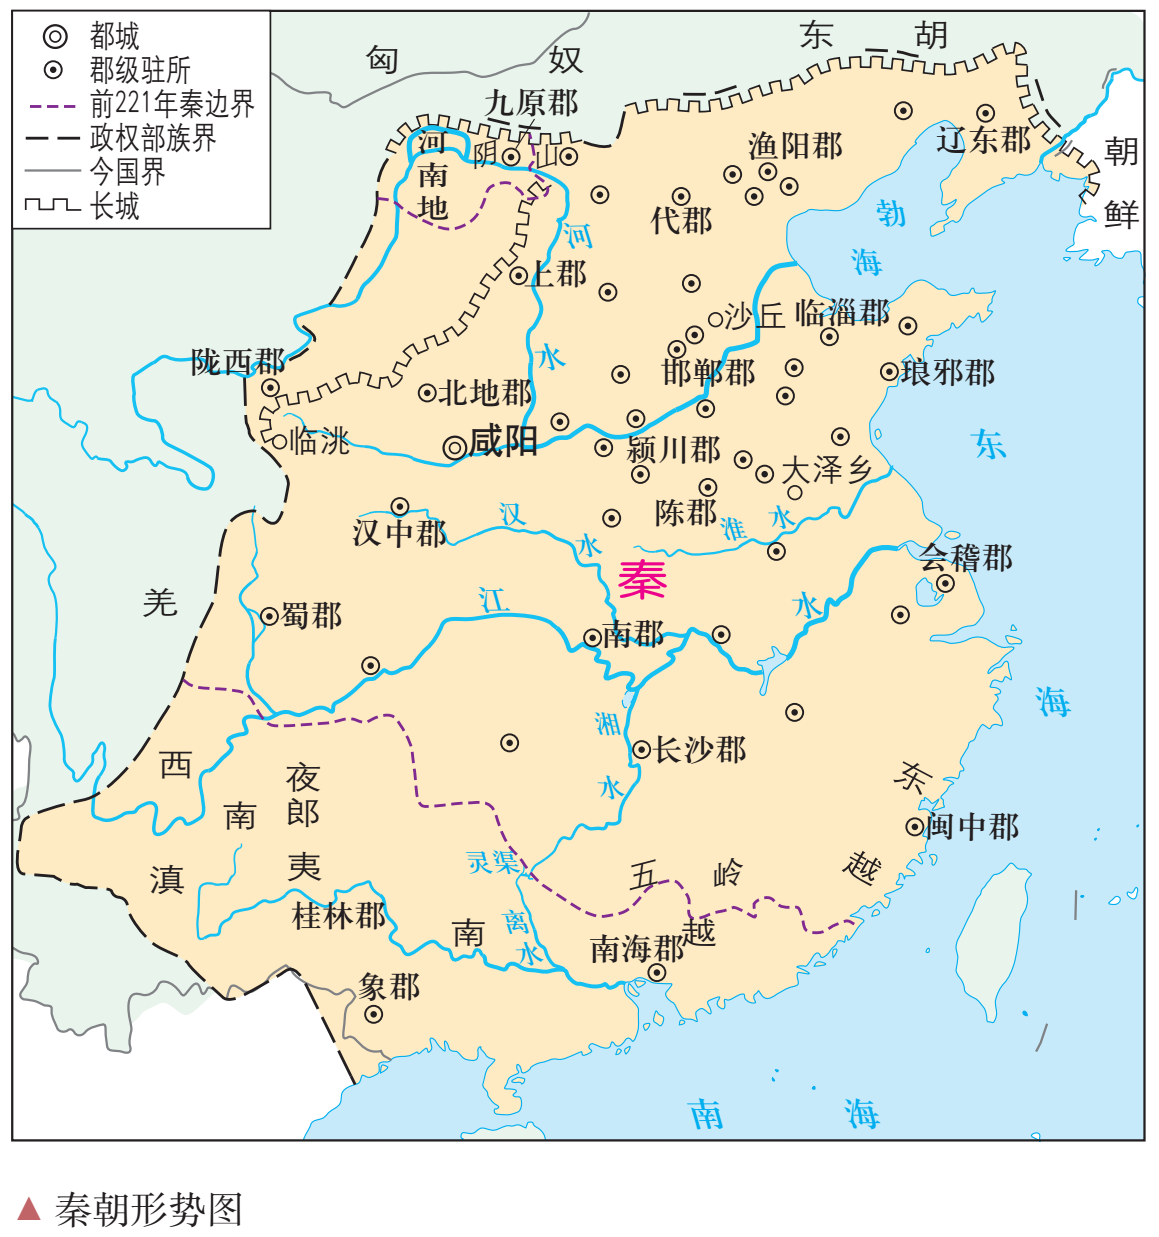 都城
郡级驻所
前221年秦边界
政权部族界
今国界
长城
匈奴
东胡
九原郡
河南地
阴山
渔阳郡
辽东郡
朝鲜
代郡
勃海
河水
上郡
沙丘
临淄郡
陇西郡
邯郸郡
琅邪郡
北地郡
临洮
咸阳
颍川郡
大泽乡
东海
汉中郡
汉水
陈郡
淮水
秦
会稽郡
羌
蜀郡
江水
南郡
湘水
长沙郡
西南夷
夜郎
滇
东越
闽中郡
灵渠
五岭
桂林郡
离水
南越
南海郡
象郡
南海
秦朝形势图